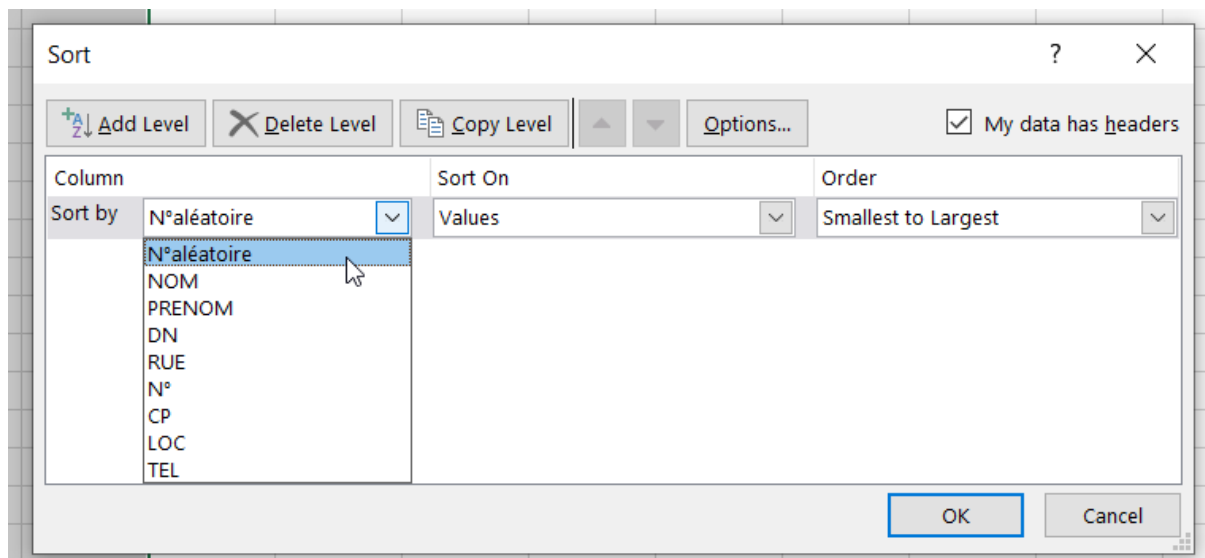 Sort ?
Add Level Delete Level Copy Level Options... My data has headers
Column Sort On Order
Sort by N°aléatoire Values Smallest to Largest
N°aléatoire
NOM
PRENOM
DN
RUE
N°
CP
LOC
TEL
OK Cancel